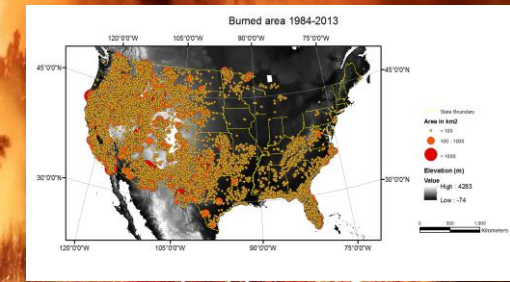 Burned area 1984-2013
120°0'0"W 105°0'0"W 90°0'0"W 75°0'0"W
45°0'0"N 45°0'0"N
30°0'0"N 30°0'0"N
120°0'0"W 105°0'0"W 90°0'0"W 75°0'0"W
State Boundary
Area in km2
< 100
100 - 1000
> 1000
Elevation (m)
Value
High : 4283
Low : -74
0 500 1,000
Kilometers